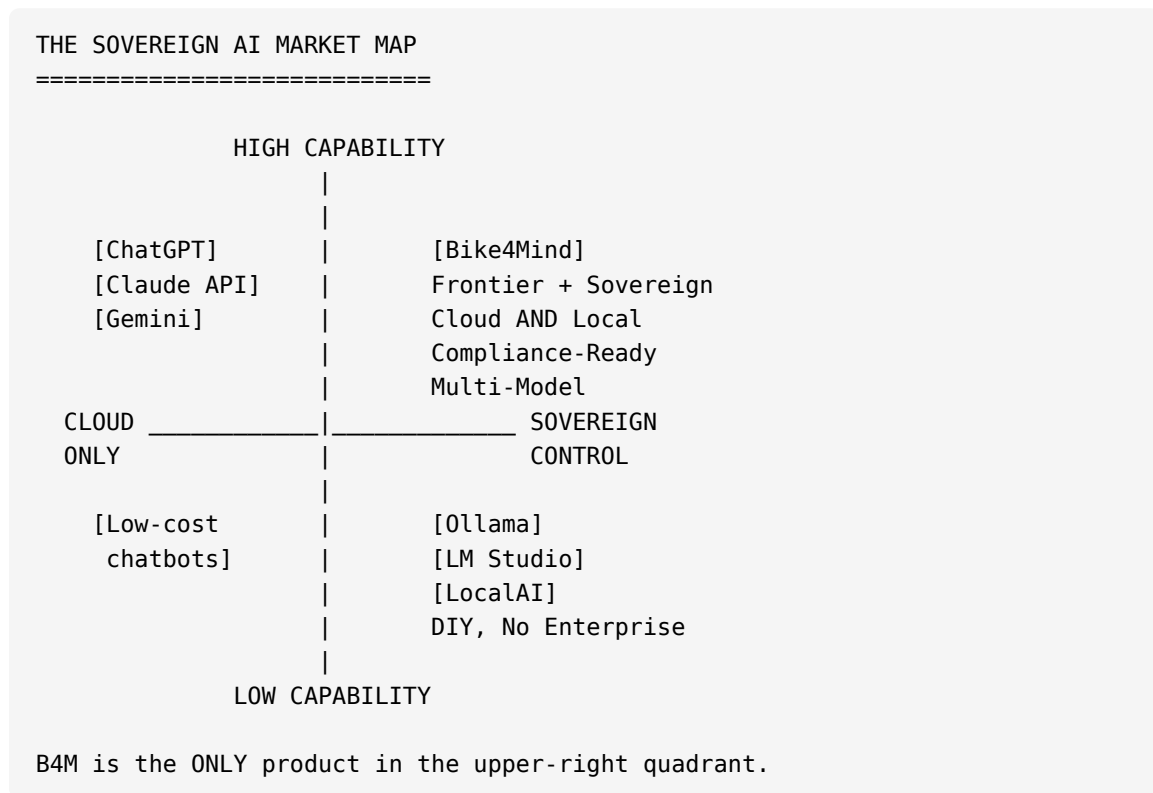 THE SOVEREIGN AI MARKET MAP
============================
HIGH CAPABILITY
|
|
[ChatGPT] | [Bike4Mind]
[Claude API] | Frontier + Sovereign
[Gemini] | Cloud AND Local
| Compliance-Ready
| Multi-Model
CLOUD ____________|_____________ SOVEREIGN
ONLY | CONTROL
|
[Low-cost | [Ollama]
chatbots] | [LM Studio]
| [LocalAI]
| DIY, No Enterprise
|
LOW CAPABILITY
B4M is the ONLY product in the upper-right quadrant.